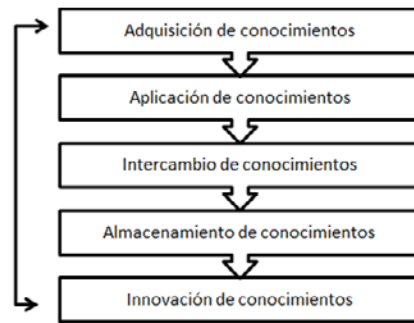 Adquisición de conocimientos
Aplicación de conocimientos
Intercambio de conocimientos
Almacenamiento de conocimientos
Innovación de conocimientos